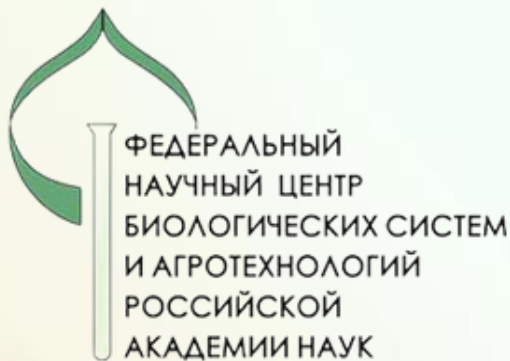 ФЕДЕРАЛЬНЫЙ
НАУЧНЫЙ ЦЕНТР
БИОЛОГИЧЕСКИХ СИСТЕМ
И АГРОТЕХНОЛОГИЙ
РОССИЙСКОЙ
АКАДЕМИИ НАУК